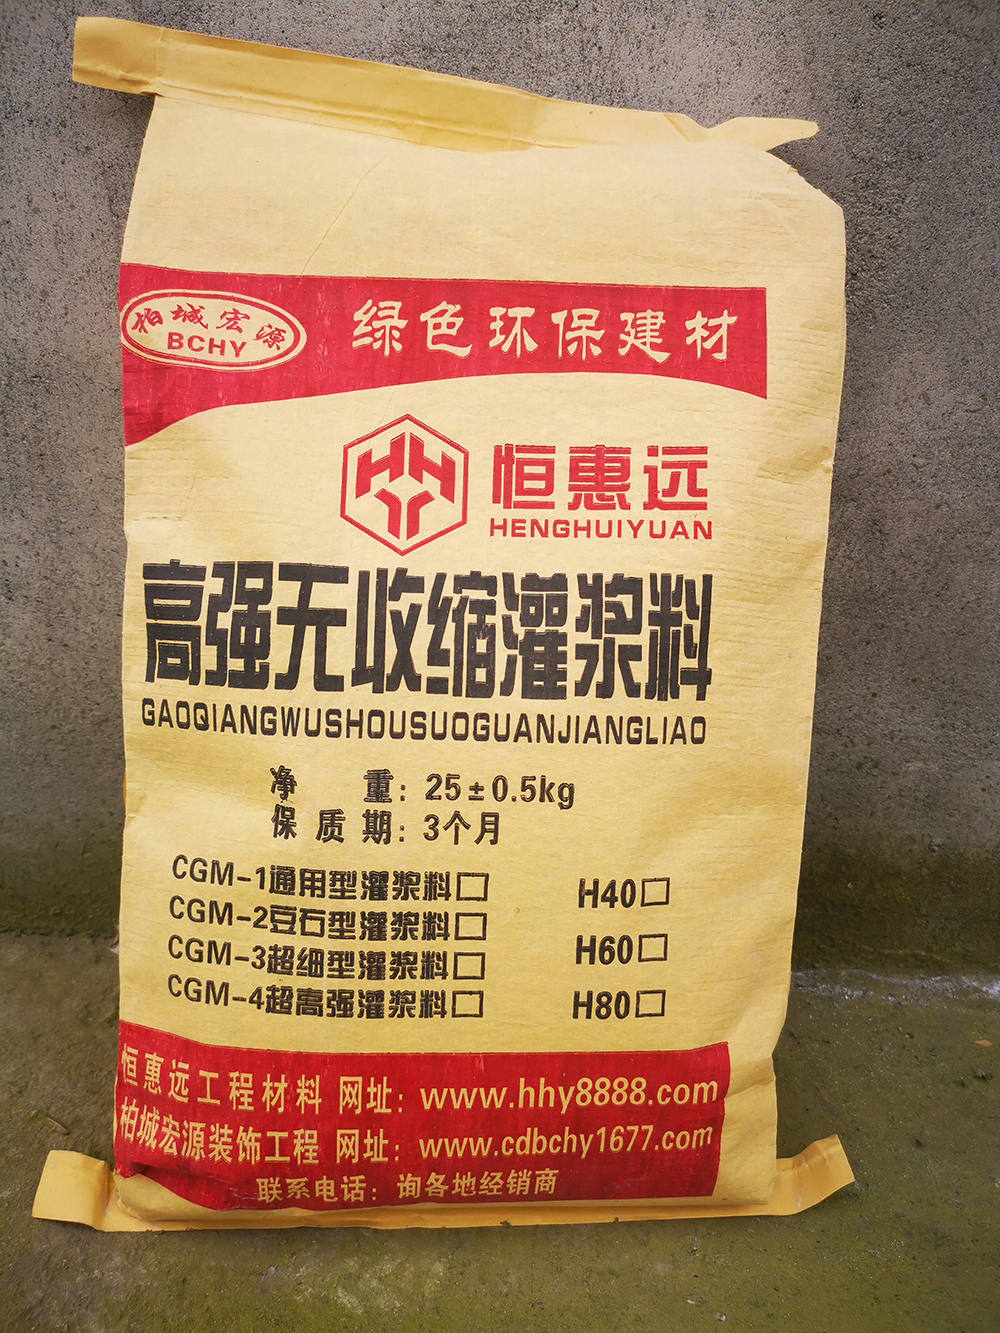 柏城宏源
BCHY
绿色环保建材
HHY
恒惠远
HENGHUIYUAN
高强无收缩灌浆料
GAOQIANGWUSHOUSUOGUANJIANGLIAO
净 重：25±0.5kg
保质期：3个月
CGM-1通用型灌浆料□ H40□
CGM-2豆石型灌浆料□
H60□
CGM-3超细型灌浆料□
CGM-4超高强灌浆料□ H80□
恒惠远工程材料 网址：www.hhy8888.com
柏城宏源装饰工程 网址：www.cdbchy1677.com
联系电话：询各地经销商